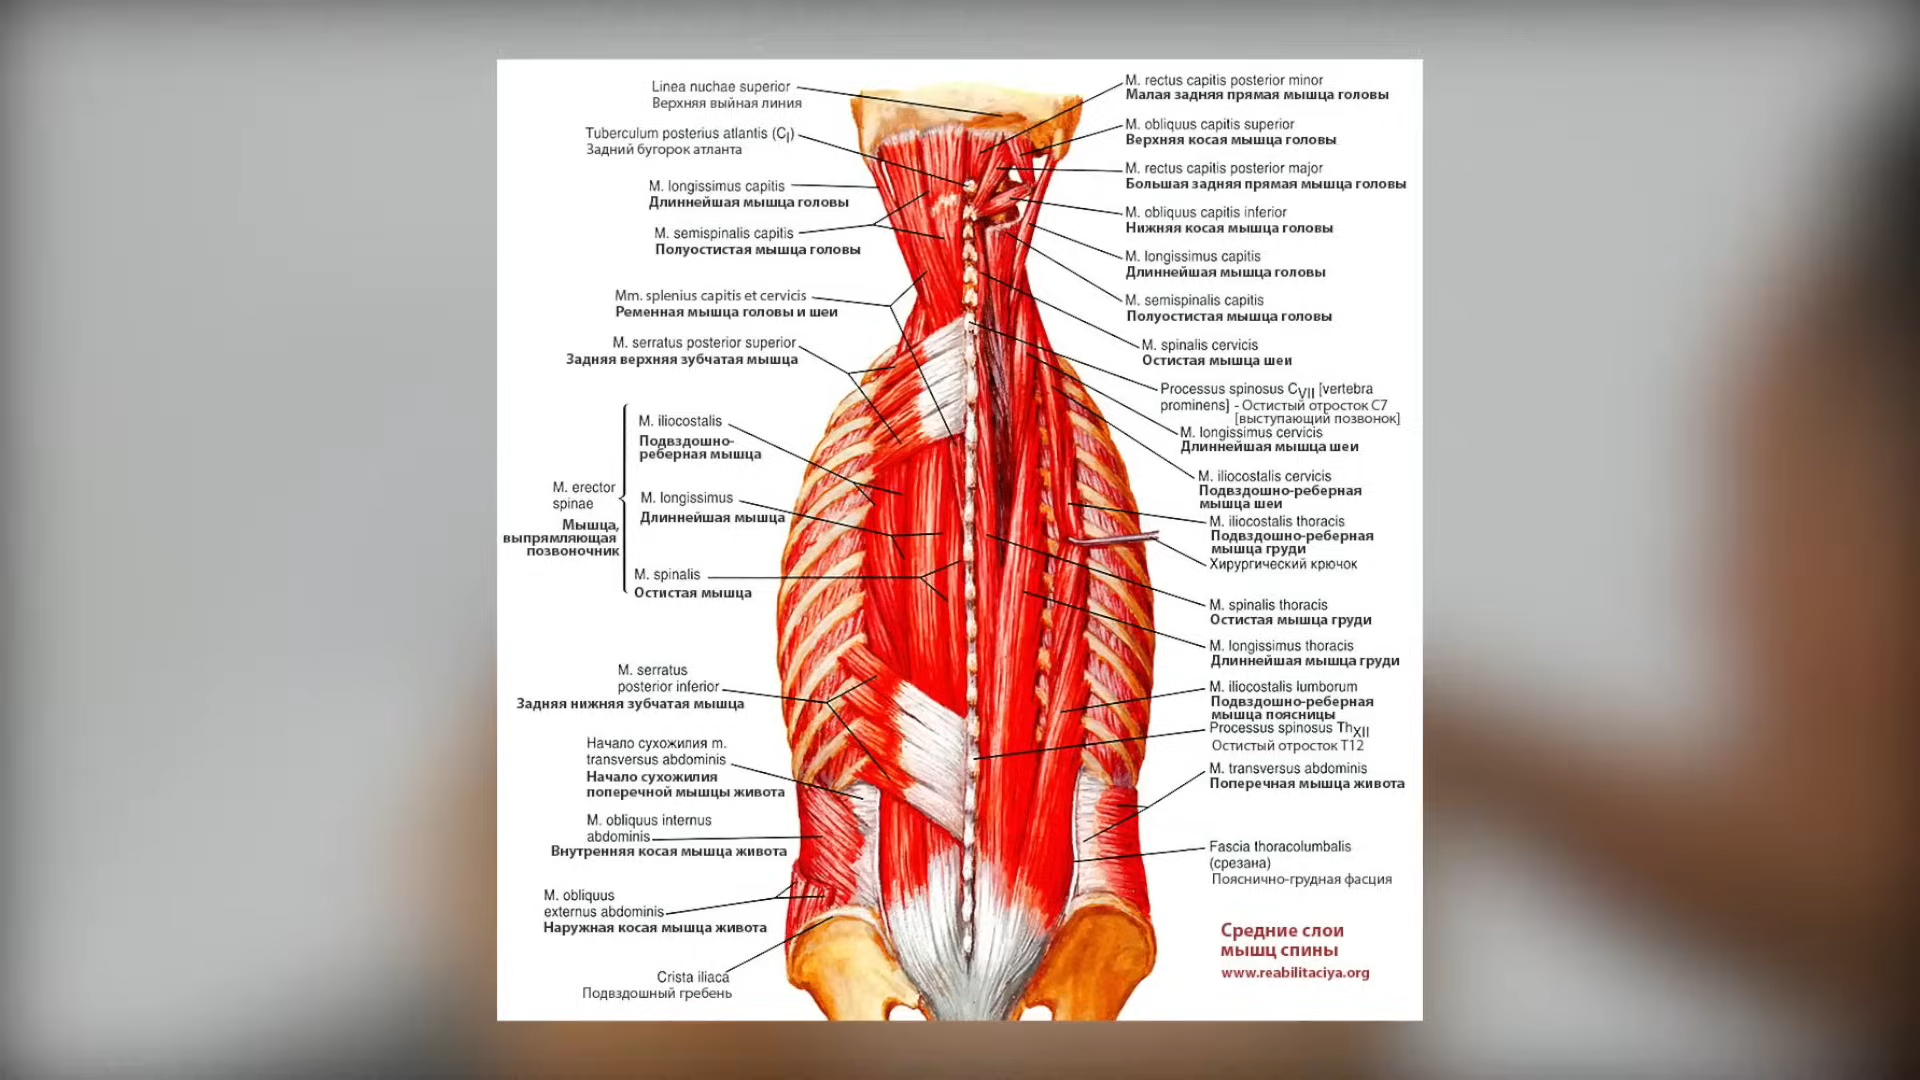 Linea nuchae superior
Верхняя выйная линия
Tuberculum posterius atlantis (CI)
Задний бугорок атланта
M. longissimus capitis
Длиннейшая мышца головы
M. semispinalis capitis
Полуостистая мышца головы
Mm. splenius capitis et cervicis
Ременная мышца головы и шеи
M. serratus posterior superior
Задняя верхняя зубчатая мышца
M. iliocostalis
Подвздошно-
реберная мышца
M. erector
spinae
Мышца,
выпрямляющая
позвоночник
M. longissimus
Длиннейшая мышца
M. spinalis
Остистая мышца
M. serratus
posterior inferior
Задняя нижняя зубчатая мышца
Начало сухожилия m.
transversus abdominis
Начало сухожилия
поперечной мышцы живота
M. obliquus internus
abdominis
Внутренняя косая мышца живота
M. obliquus
externus abdominis
Наружная косая мышца живота
Crista iliaca
Подвздошный гребень
M. rectus capitis posterior minor
Малая задняя прямая мышца головы
M. obliquus capitis superior
Верхняя косая мышца головы
M. rectus capitis posterior major
Большая задняя прямая мышца головы
M. obliquus capitis inferior
Нижняя косая мышца головы
M. longissimus capitis
Длиннейшая мышца головы
M. semispinalis capitis
Полуостистая мышца головы
M. spinalis cervicis
Остистая мышца шеи
Processus spinosus CVII [vertebra
prominens] - Остистый отросток С7
[выступающий позвонок]
M. longissimus cervicis
Длиннейшая мышца шеи
M. iliocostalis cervicis
Подвздошно-реберная
мышца шеи
M. iliocostalis thoracis
Подвздошно-реберная
мышца груди
Хирургический крючок
M. spinalis thoracis
Остистая мышца груди
M. longissimus thoracis
Длиннейшая мышца груди
M. iliocostalis lumborum
Подвздошно-реберная
мышца поясницы
Processus spinosus ThXII
Остистый отросток T12
M. transversus abdominis
Поперечная мышца живота
Fascia thoracolumbalis
(срезана)
Пояснично-грудная фасция
Средние слои
мышц спины
www.reabilitaciya.org